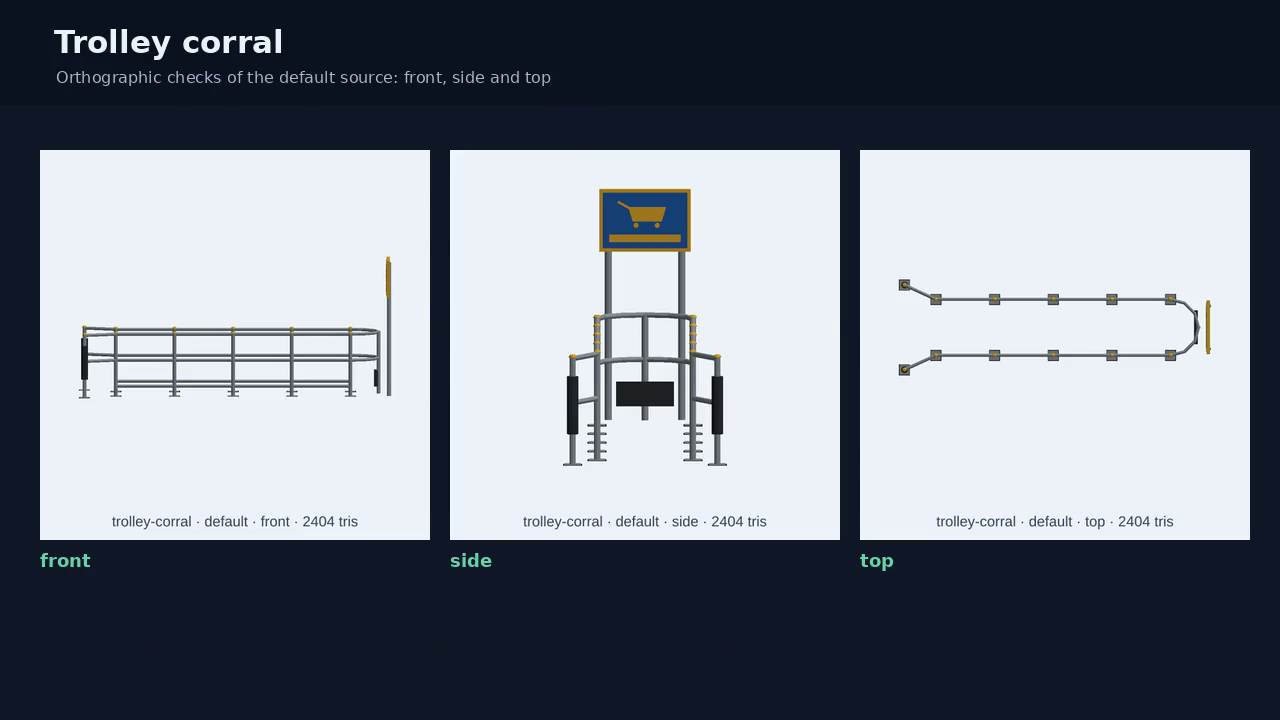 Trolley corral
Orthographic checks of the default source: front, side and top
trolley-corral · default · front · 2404 tris
trolley-corral · default · side · 2404 tris
trolley-corral · default · top · 2404 tris
front
side
top